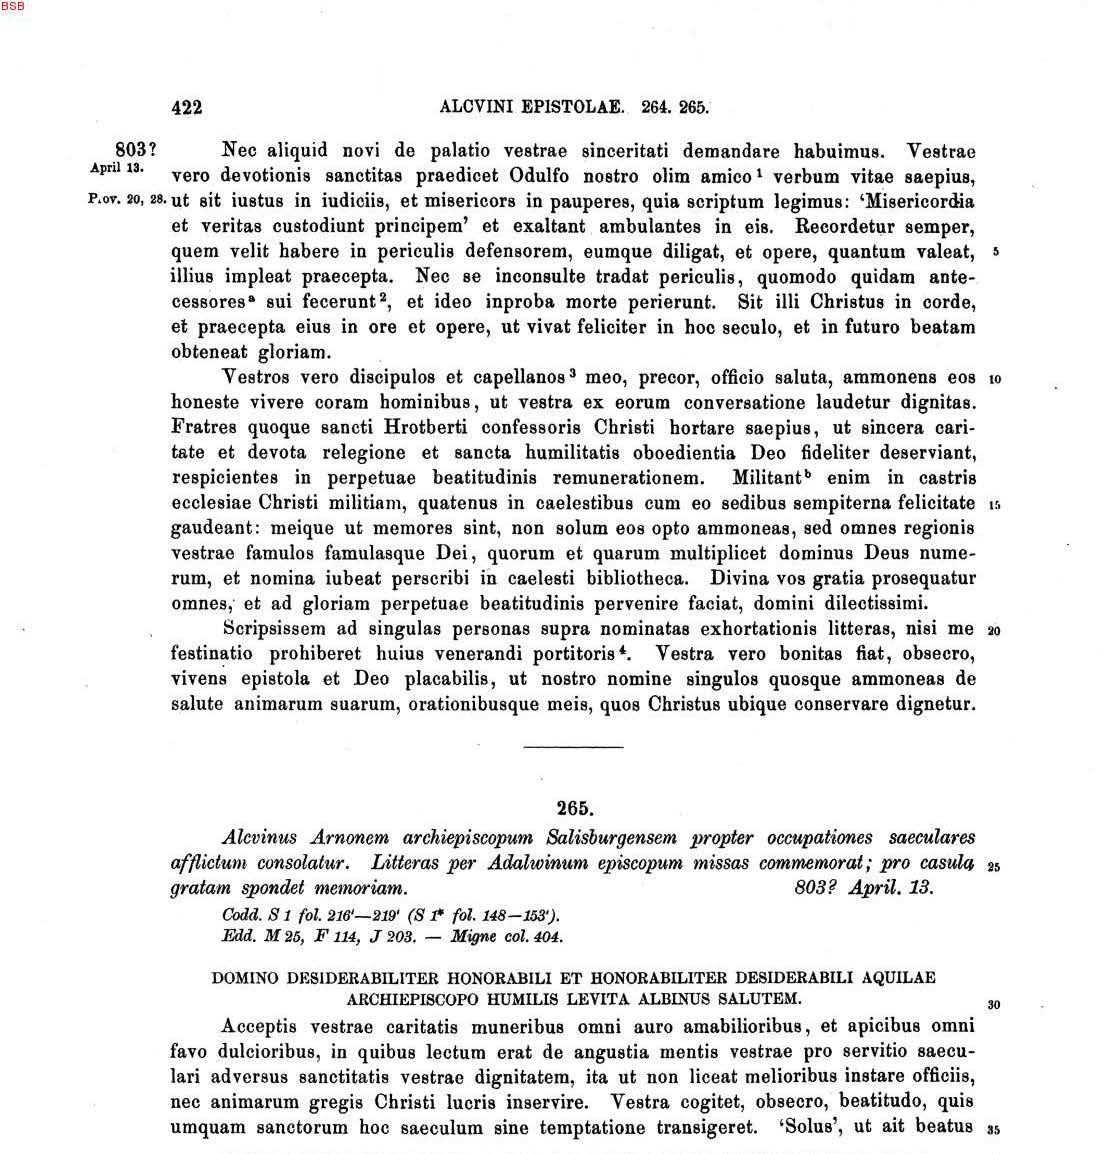 BSB
422 ALCVINI EPISTOLAE. 264. 265.
803? Nec aliquid novi de palatio vestrae sinceritati demandare habuimus. Vestrae
April 13. vero devotionis sanctitas praedicet Odulfo nostro olim amico¹ verbum vitae saepius,
Prov. 20, 28. ut sit iustus in iudiciis, et misericors in pauperes, quia scriptum legimus: ‘Misericordia
et veritas custodiunt principem’ et exaltant ambulantes in eis. Recordetur semper,
quem velit habere in periculis defensorem, eumque diligat, et opere, quantum valeat, 5
illius impleat praecepta. Nec se inconsulte tradat periculis, quomodo quidam ante-
cessoresᵃ sui fecerunt², et ideo inproba morte perierunt. Sit illi Christus in corde,
et praecepta eius in ore et opere, ut vivat feliciter in hoc seculo, et in futuro beatam
obteneat gloriam.
Vestros vero discipulos et capellanos³ meo, precor, officio saluta, ammonens eos 10
honeste vivere coram hominibus, ut vestra ex eorum conversatione laudetur dignitas.
Fratres quoque sancti Hrotberti confessoris Christi hortare saepius, ut sincera cari-
tate et devota relegione et sancta humilitatis oboedientia Deo fideliter deserviant,
respicientes in perpetuae beatitudinis remunerationem. Militantᵇ enim in castris
ecclesiae Christi militiam, quatenus in caelestibus cum eo sedibus sempiterna felicitate 15
gaudeant: meique ut memores sint, non solum eos opto ammoneas, sed omnes regionis
vestrae famulos famulasque Dei, quorum et quarum multiplicet dominus Deus nume-
rum, et nomina iubeat perscribi in caelesti bibliotheca. Divina vos gratia prosequatur
omnes, et ad gloriam perpetuae beatitudinis pervenire faciat, domini dilectissimi.
Scripsissem ad singulas personas supra nominatas exhortationis litteras, nisi me 20
festinatio prohiberet huius venerandi portitoris⁴. Vestra vero bonitas fiat, obsecro,
vivens epistola et Deo placabilis, ut nostro nomine singulos quosque ammoneas de
salute animarum suarum, orationibusque meis, quos Christus ubique conservare dignetur.
265.
Alcvinus Arnonem archiepiscopum Salisburgensem propter occupationes saeculares
afflictum consolatur. Litteras per Adalwinum episcopum missas commemorat; pro casula 25
gratam spondet memoriam. 803? April. 13.
Codd. S 1 fol. 216'—219' (S 1* fol. 148—153').
Edd. M 25, F 114, J 203. — Migne col. 404.
DOMINO DESIDERABILITER HONORABILI ET HONORABILITER DESIDERABILI AQUILAE
ARCHIEPISCOPO HUMILIS LEVITA ALBINUS SALUTEM. 30
Acceptis vestrae caritatis muneribus omni auro amabilioribus, et apicibus omni
favo dulcioribus, in quibus lectum erat de angustia mentis vestrae pro servitio saecu-
lari adversus sanctitatis vestrae dignitatem, ita ut non liceat melioribus instare officiis,
nec animarum gregis Christi lucris inservire. Vestra cogitet, obsecro, beatitudo, quis
umquam sanctorum hoc saeculum sine temptatione transigeret. ‘Solus’, ut ait beatus 35